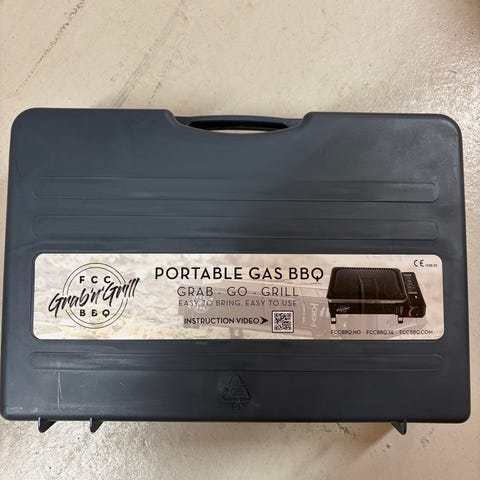 FCC
Grab'n'Grill
BBQ
PORTABLE GAS BBQ
GRAB - GO - GRILL
EASY TO BRING, EASY TO USE
INSTRUCTION VIDEO
CE
FCCBBQ.NO - FCCBBQ.SE - FCCBBQ.COM